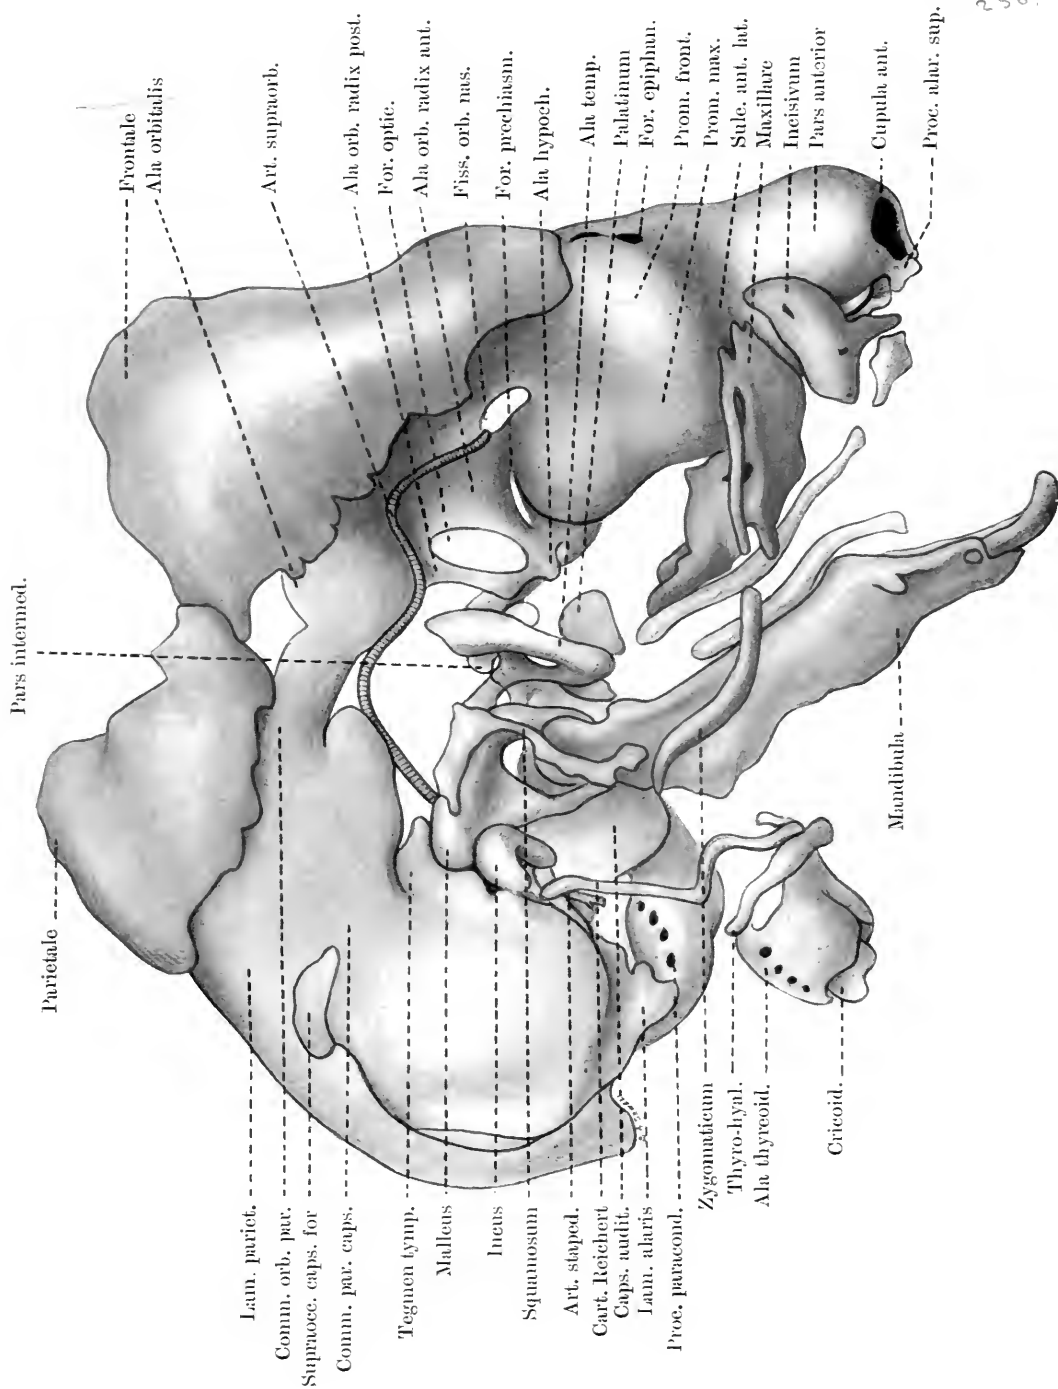 Parietale
Pars intermed.
Frontale
Ala orbitalis
Art. supraorb.
Ala orb. radix post.
For. optic.
Ala orb. radix ant.
Fiss. orb. nas.
For. prechiasm.
Ala hypoch.
Ala temp.
Palatinum
For. epiphan.
Prom. front.
Prom. max.
Sulc. ant. lat.
Maxillare
Incisivum
Pars anterior
Cupula ant.
Proc. alar. sup.
Lam. pariet.
Comm. orb. par.
Supraocc. caps. for
Comm. par. caps.
Tegmen tymp.
Malleus
Incus
Squamosum
Art. staped.
Cart. Reichert
Caps. audit.
Lam. alaris
Proc. paracond.
Zygomaticum
Thyro-hyal.
Ala thyreoid.
Cricoid.
Mandibula